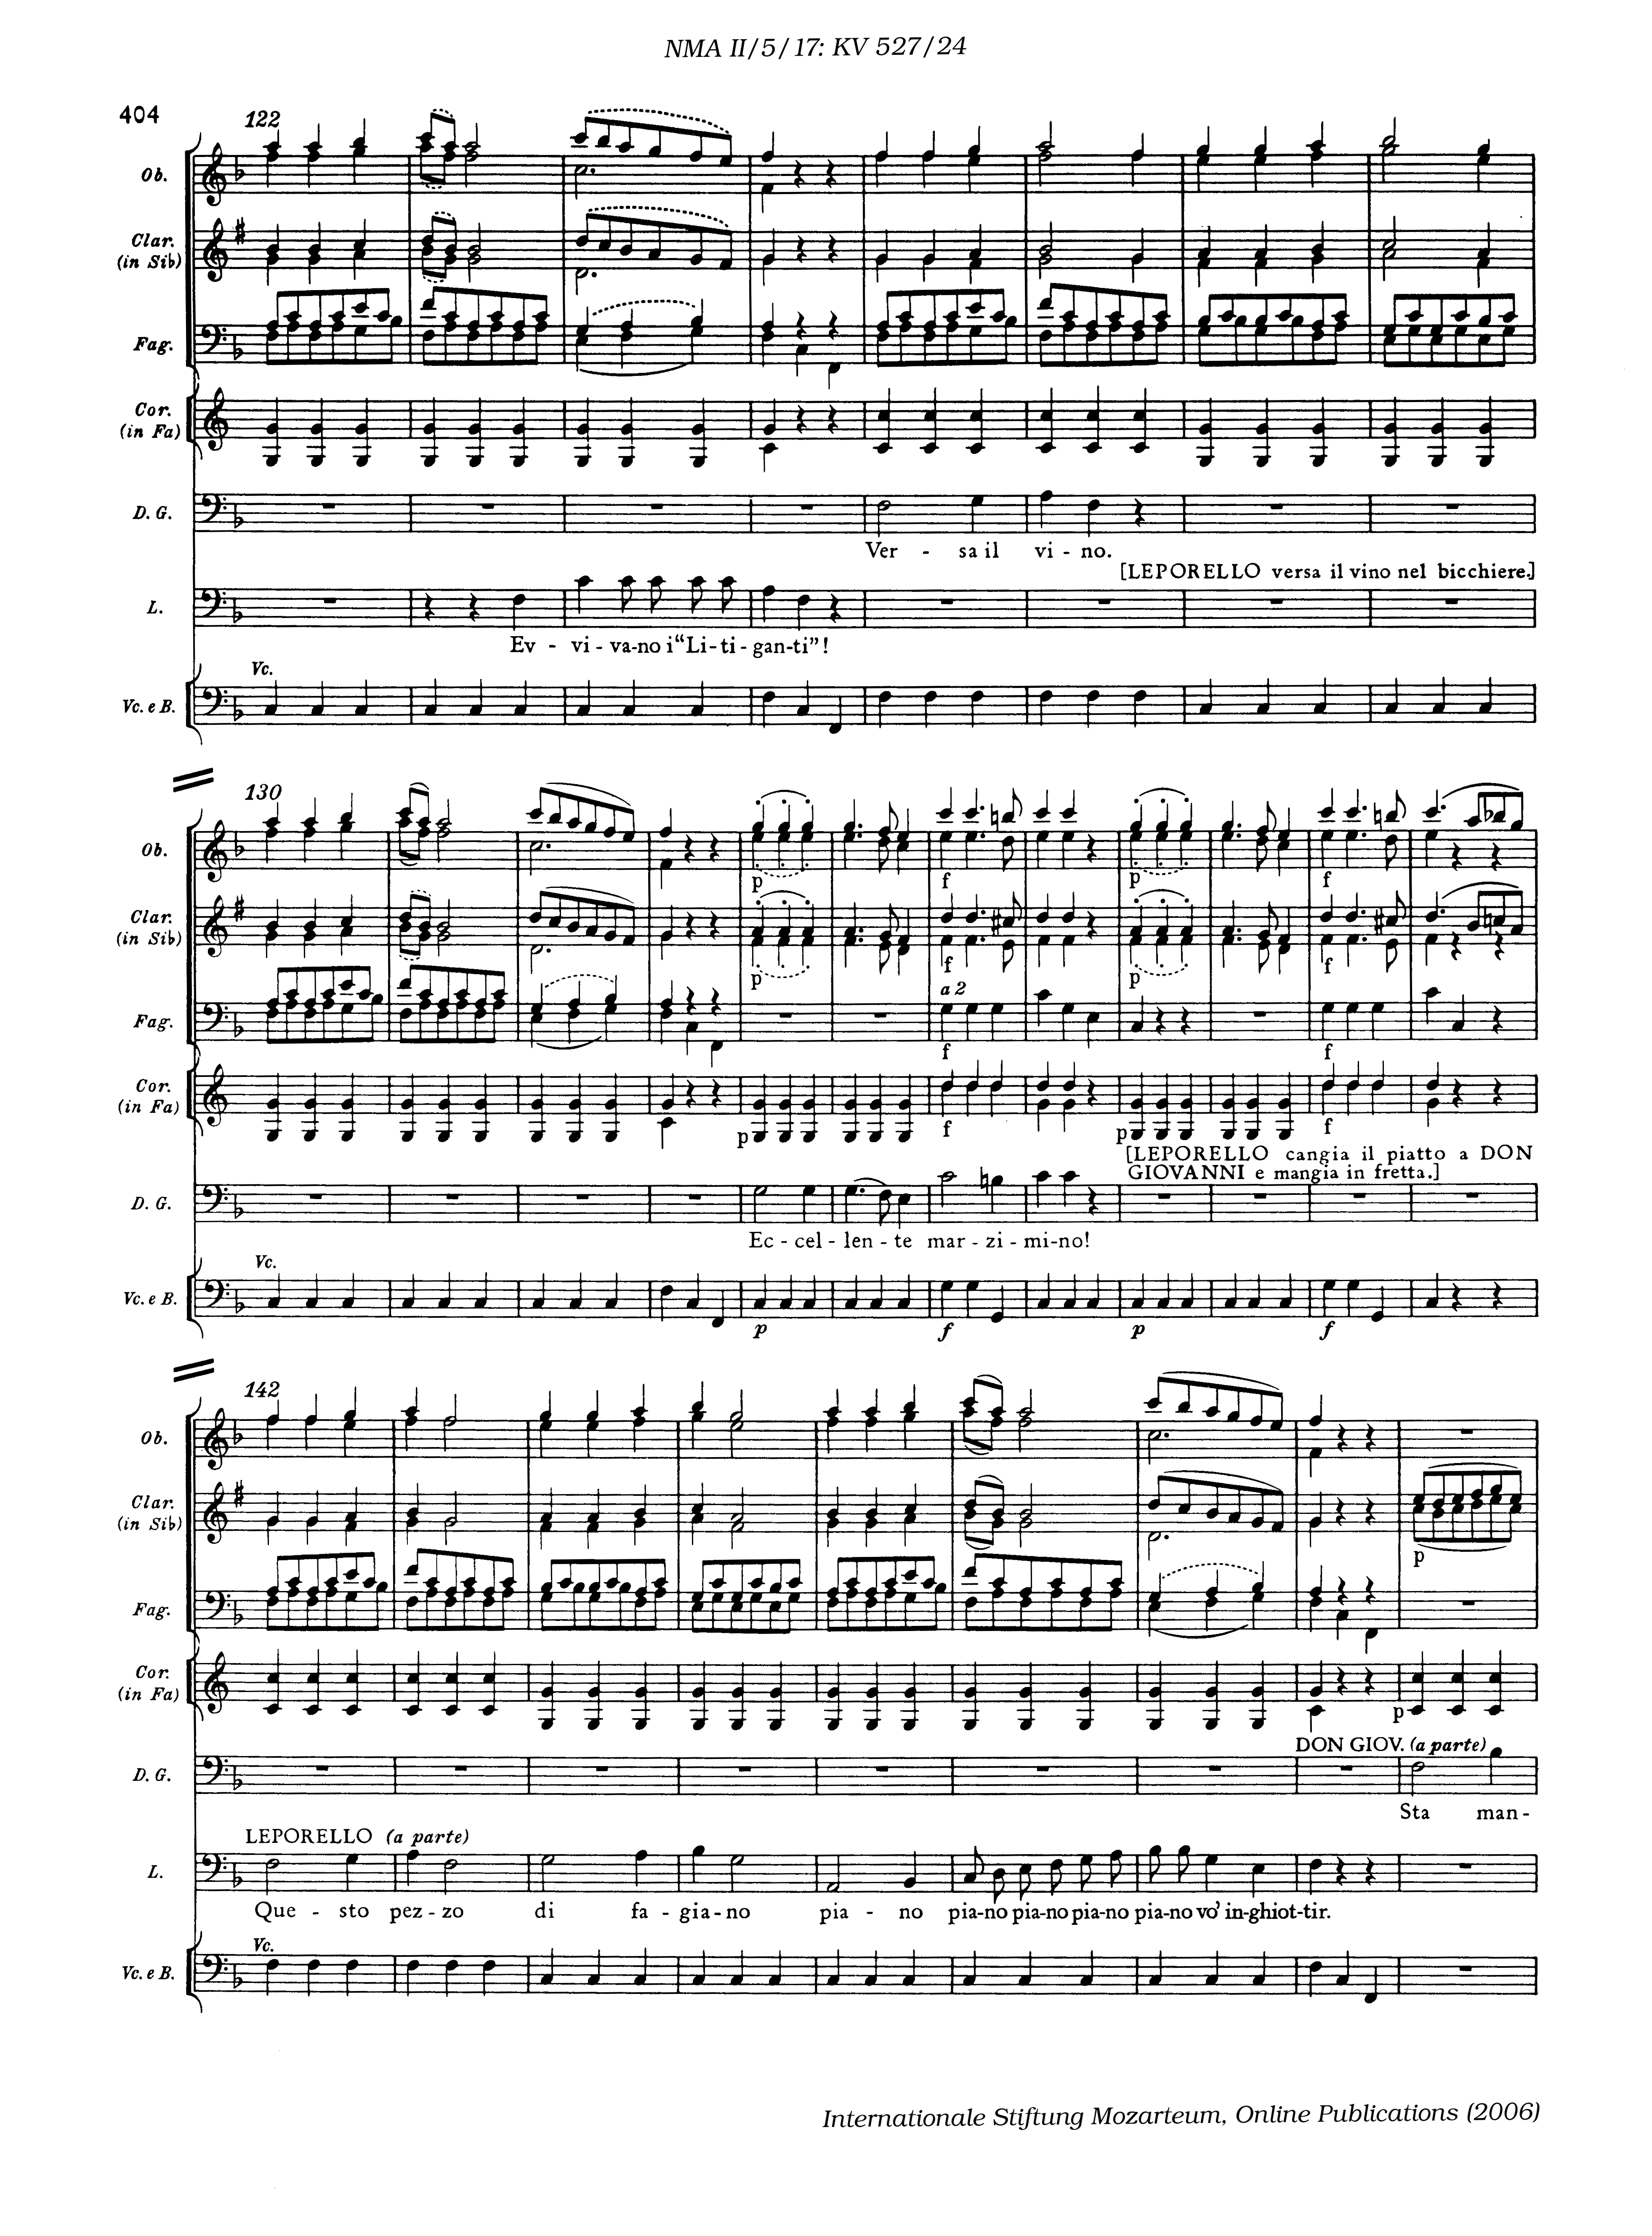 NMA II/5/17: KV 527/24
404
122
Ob.
Clar.
(in Sib)
Fag.
Cor.
(in Fa)
D. G.
Ver - sa il vi - no.
[LEPORELLO versa il vino nel bicchiere.]
L.
Ev - vi - va-no i “Li-ti-gan-ti”!
Vc.
Vc. e B.
130
Ob.
p f p f
Clar.
(in Sib)
p f p f
a 2
Fag.
f f
Cor.
(in Fa)
p f p f
[LEPORELLO cangia il piatto a DON
GIOVANNI e mangia in fretta.]
D. G.
Ec - cel - len - te mar - zi - mi-no!
Vc.
Vc. e B.
p f p f
142
Ob.
Clar.
(in Sib)
p
Fag.
Cor.
(in Fa)
p
DON GIOV. (a parte)
D. G.
Sta man-
LEPORELLO (a parte)
L.
Que - sto pez - zo di fa - gia - no pia - no pia-no pia-no pia-no pia-no vo’ in-ghiot-tir.
Vc.
Vc. e B.
Internationale Stiftung Mozarteum, Online Publications (2006)